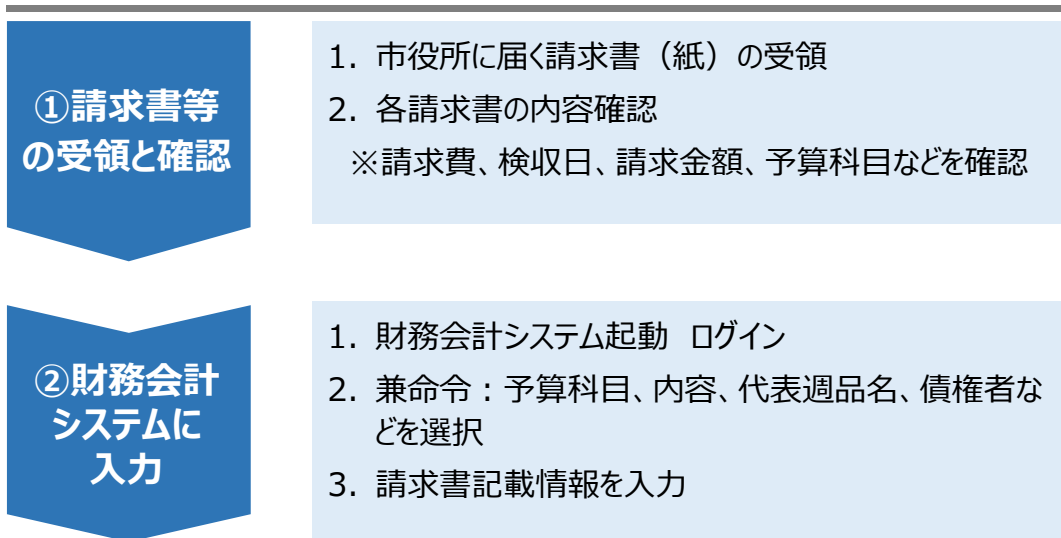 ①請求書等
の受領と確認
1. 市役所に届く請求書（紙）の受領
2. 各請求書の内容確認
※請求費、検収日、請求金額、予算科目などを確認
②財務会計
システムに
入力
1. 財務会計システム起動 ログイン
2. 兼命令：予算科目、内容、代表週品名、債権者な
どを選択
3. 請求書記載情報を入力